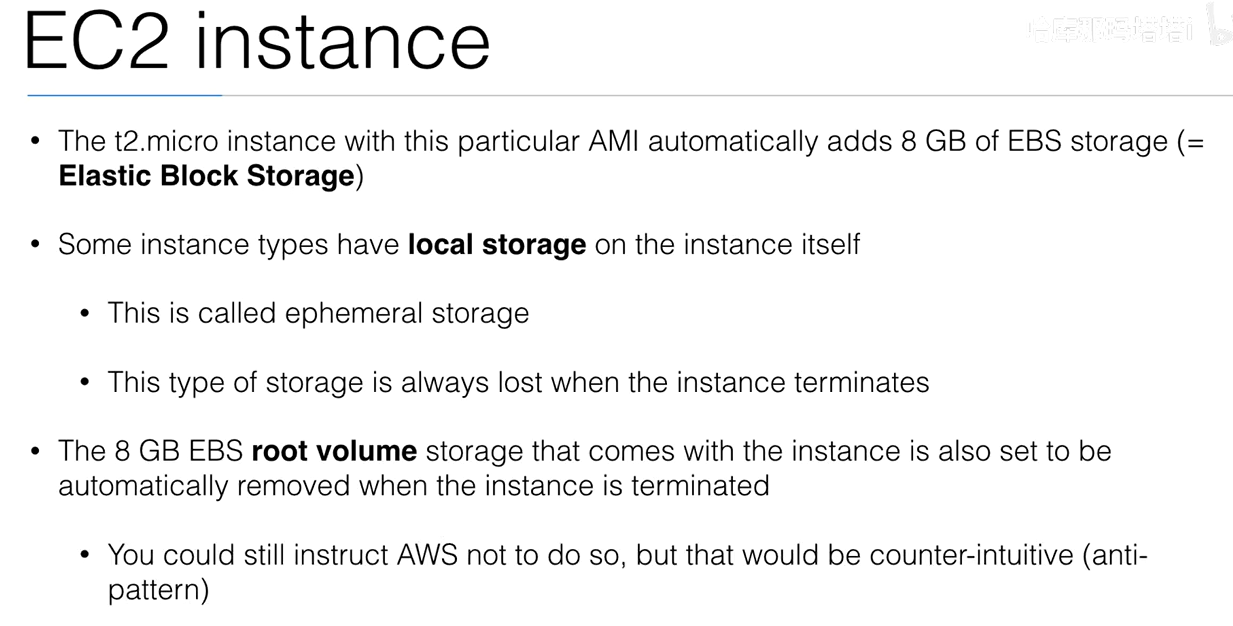 EC2 instance
• The t2.micro instance with this particular AMI automatically adds 8 GB of EBS storage (=
Elastic Block Storage)
• Some instance types have local storage on the instance itself
• This is called ephemeral storage
• This type of storage is always lost when the instance terminates
• The 8 GB EBS root volume storage that comes with the instance is also set to be
automatically removed when the instance is terminated
• You could still instruct AWS not to do so, but that would be counter-intuitive (anti-
pattern)